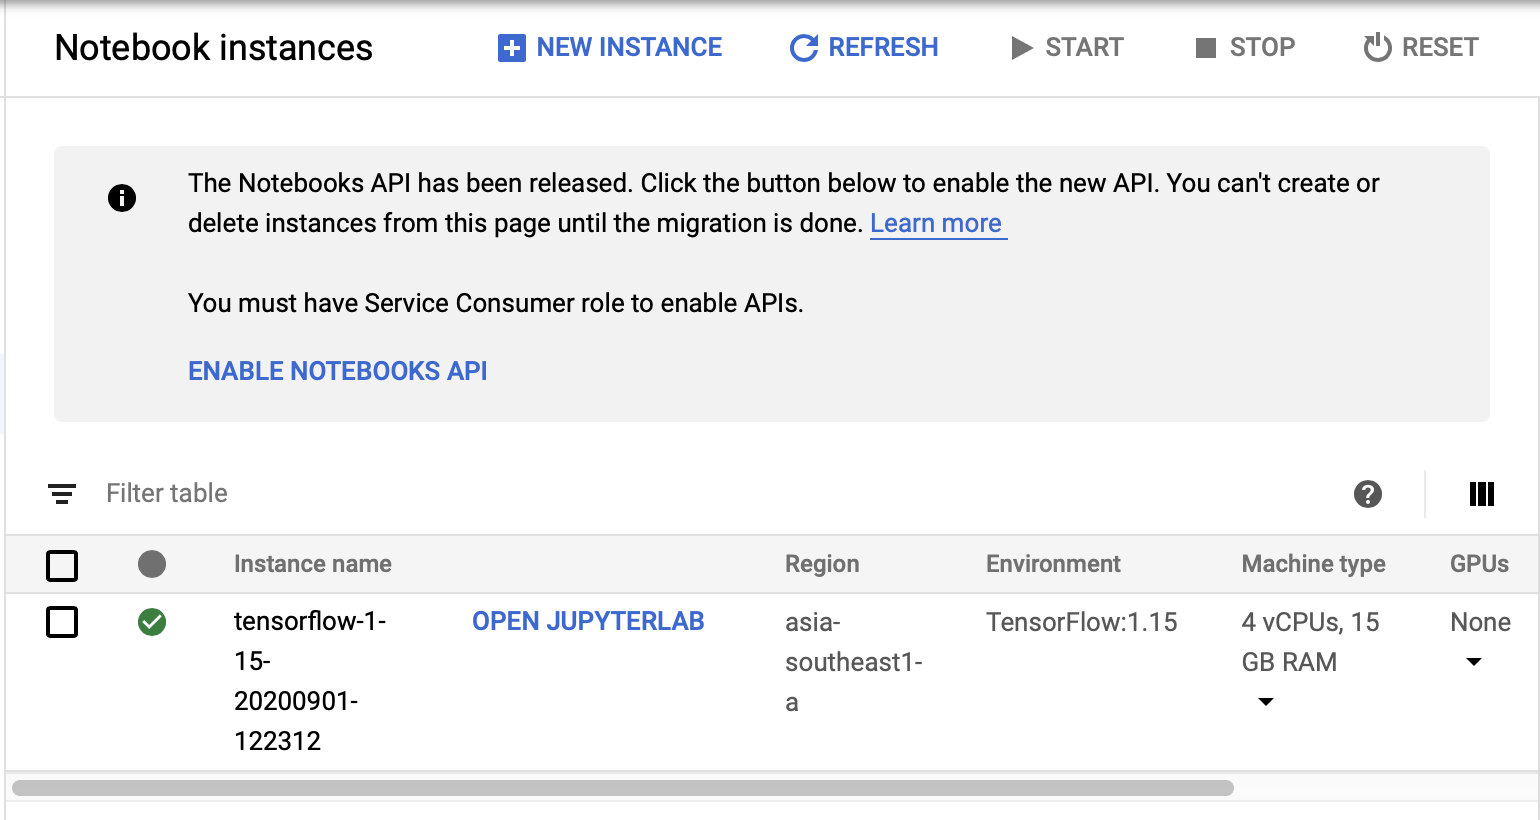 Notebook instances NEW INSTANCE REFRESH START STOP RESET
The Notebooks API has been released. Click the button below to enable the new API. You can't create or
delete instances from this page until the migration is done. Learn more
You must have Service Consumer role to enable APIs.
ENABLE NOTEBOOKS API
Filter table
Instance name Region Environment Machine type GPUs
tensorflow-1- OPEN JUPYTERLAB asia- TensorFlow:1.15 4 vCPUs, 15 None
15- southeast1- GB RAM
20200901- a
122312